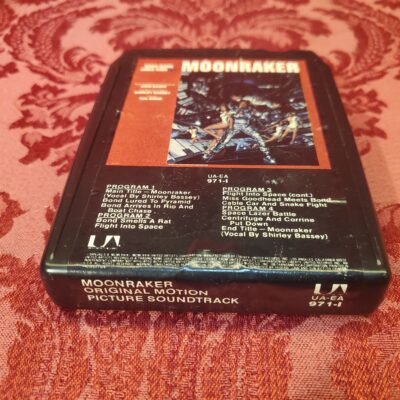 MOONRAKER
UA-EA
971-I
PROGRAM 1
Main Title – Moonraker
(Vocal By Shirley Bassey)
Bond Lured To Pyramid
Bond Arrives In Rio And
Boat Chase
PROGRAM 2
Bond Smells A Rat
Flight Into Space
PROGRAM 3
Flight Into Space (cont.)
Miss Goodhead Meets Bond
Cable Car And Snake Fight
PROGRAM 4
Space Lazer Battle
Centrifuge And Corrine
Put Down
End Title – Moonraker
(Vocal By Shirley Bassey)
MOONRAKER
ORIGINAL MOTION
PICTURE SOUNDTRACK
UA-EA
971-I